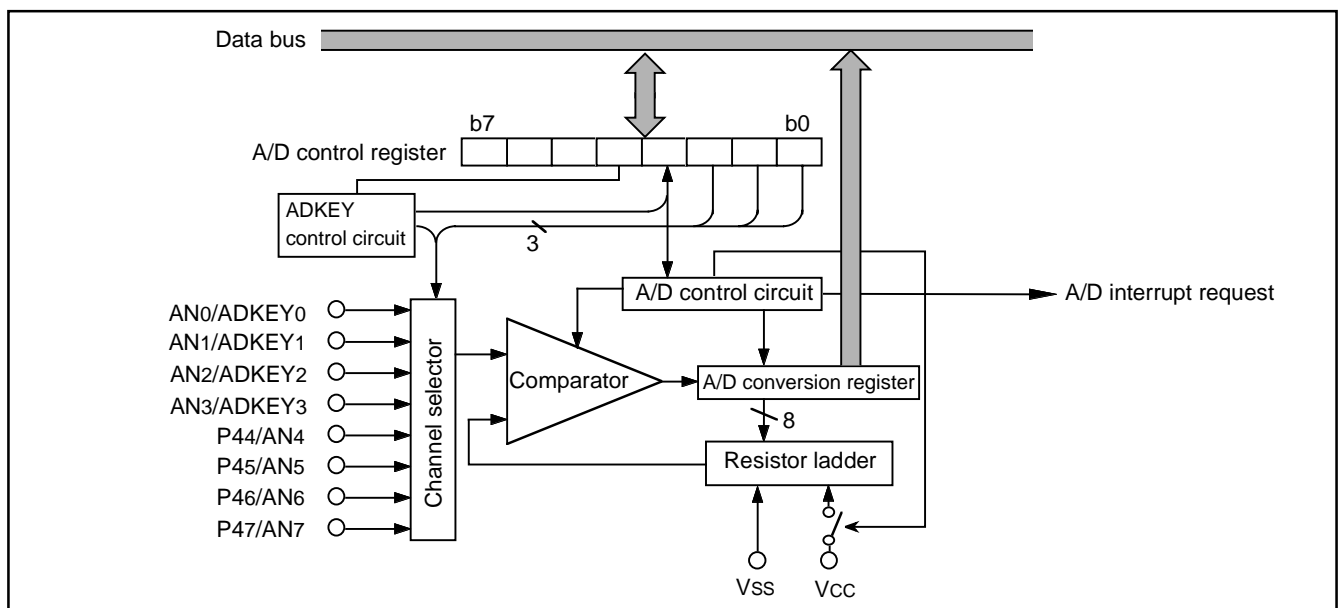 Data bus
b7
b0
A/D control register
ADKEY
control circuit
3
A/D control circuit
A/D interrupt request
AN0/ADKEY0
AN1/ADKEY1
AN2/ADKEY2
AN3/ADKEY3
P44/AN4
P45/AN5
P46/AN6
P47/AN7
Channel selector
Comparator
A/D conversion register
8
Resistor ladder
VSS
VCC